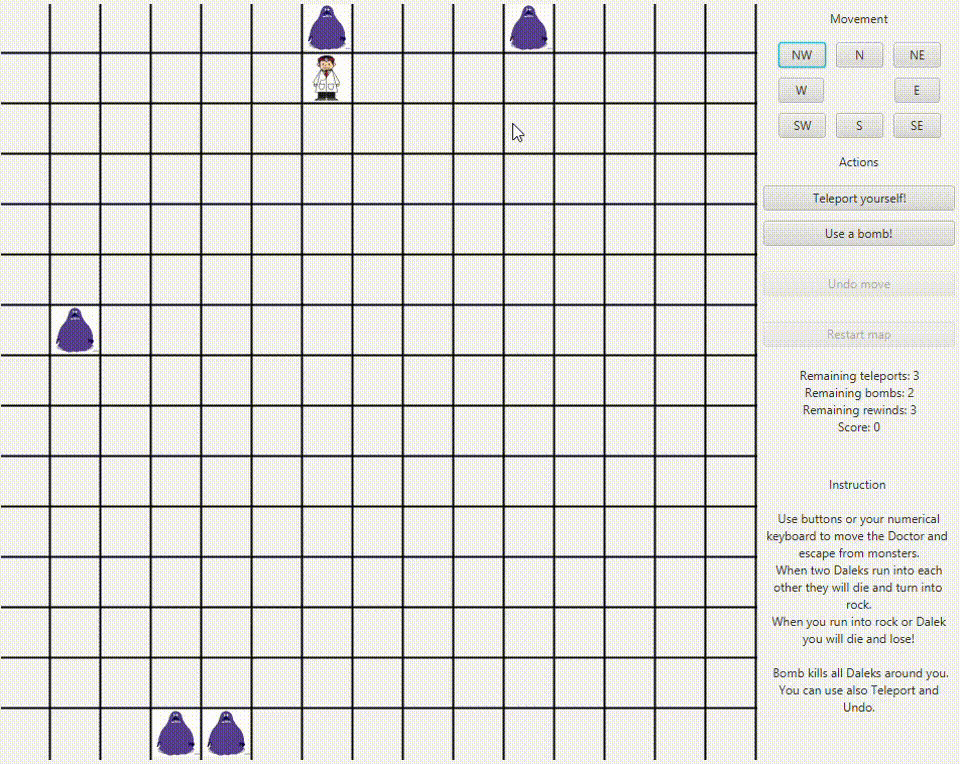 Movement
NW N NE
W E
SW S SE
Actions
Teleport yourself!
Use a bomb!
Undo move
Restart map
Remaining teleports: 3
Remaining bombs: 2
Remaining rewinds: 3
Score: 0
Instruction
Use buttons or your numerical
keyboard to move the Doctor and
escape from monsters.
When two Daleks run into each
other they will die and turn into
rock.
When you run into rock or Dalek
you will die and lose!
Bomb kills all Daleks around you.
You can use also Teleport and
Undo.